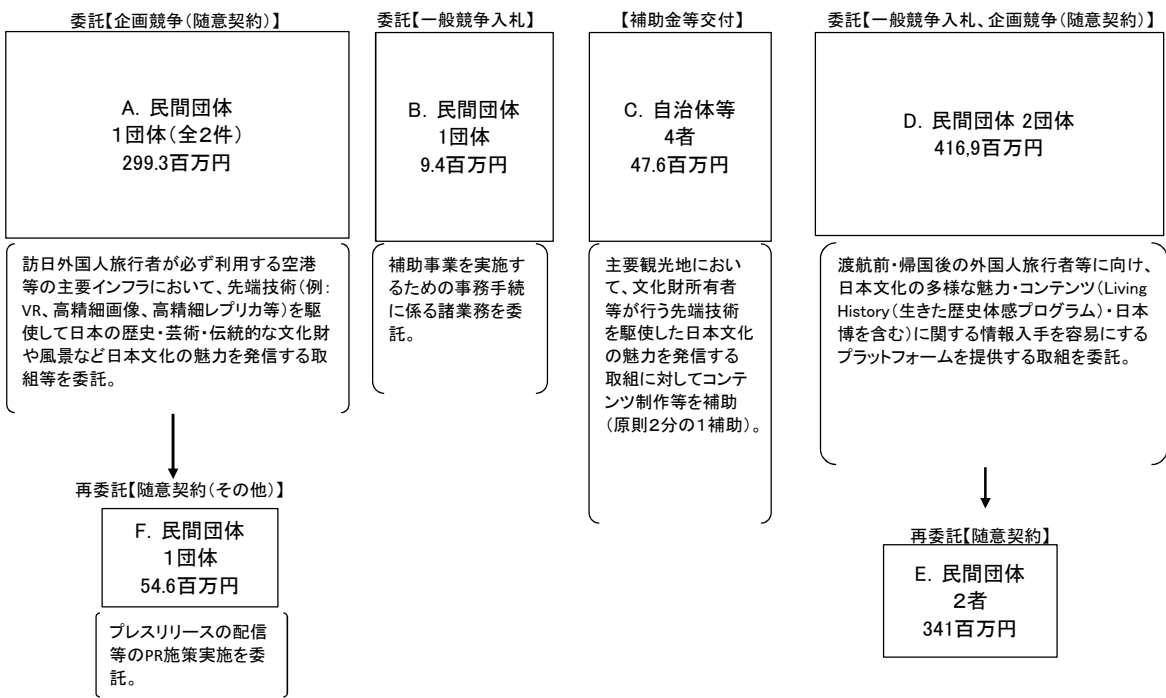 委託【企画競争(随意契約)】
A. 民間団体
1団体(全2件)
299.3百万円
訪日外国人旅行者が必ず利用する空港
等の主要インフラにおいて、先端技術(例:
VR、高精細画像、高精細レプリカ等)を駆
使して日本の歴史・芸術・伝統的な文化財
や風景など日本文化の魅力を発信する取
組等を委託。
再委託【随意契約(その他)】
F. 民間団体
1団体
54.6百万円
プレスリリースの配信
等のPR施策実施を委
託。
委託【一般競争入札】
B. 民間団体
1団体
9.4百万円
補助事業を実施す
るための事務手続
に係る諸業務を委
託。
【補助金等交付】
C. 自治体等
4者
47.6百万円
主要観光地におい
て、文化財所有者
等が行う先端技術
を駆使した日本文化
の魅力を発信する
取組に対してコンテ
ンツ制作等を補助
(原則2分の1補助)。
委託【一般競争入札、企画競争(随意契約)】
D. 民間団体 2団体
416,9百万円
渡航前・帰国後の外国人旅行者等に向け、
日本文化の多様な魅力・コンテンツ(Living
History(生きた歴史体感プログラム)・日本
博を含む)に関する情報入手を容易にする
プラットフォームを提供する取組を委託。
再委託【随意契約】
E. 民間団体
2者
341百万円